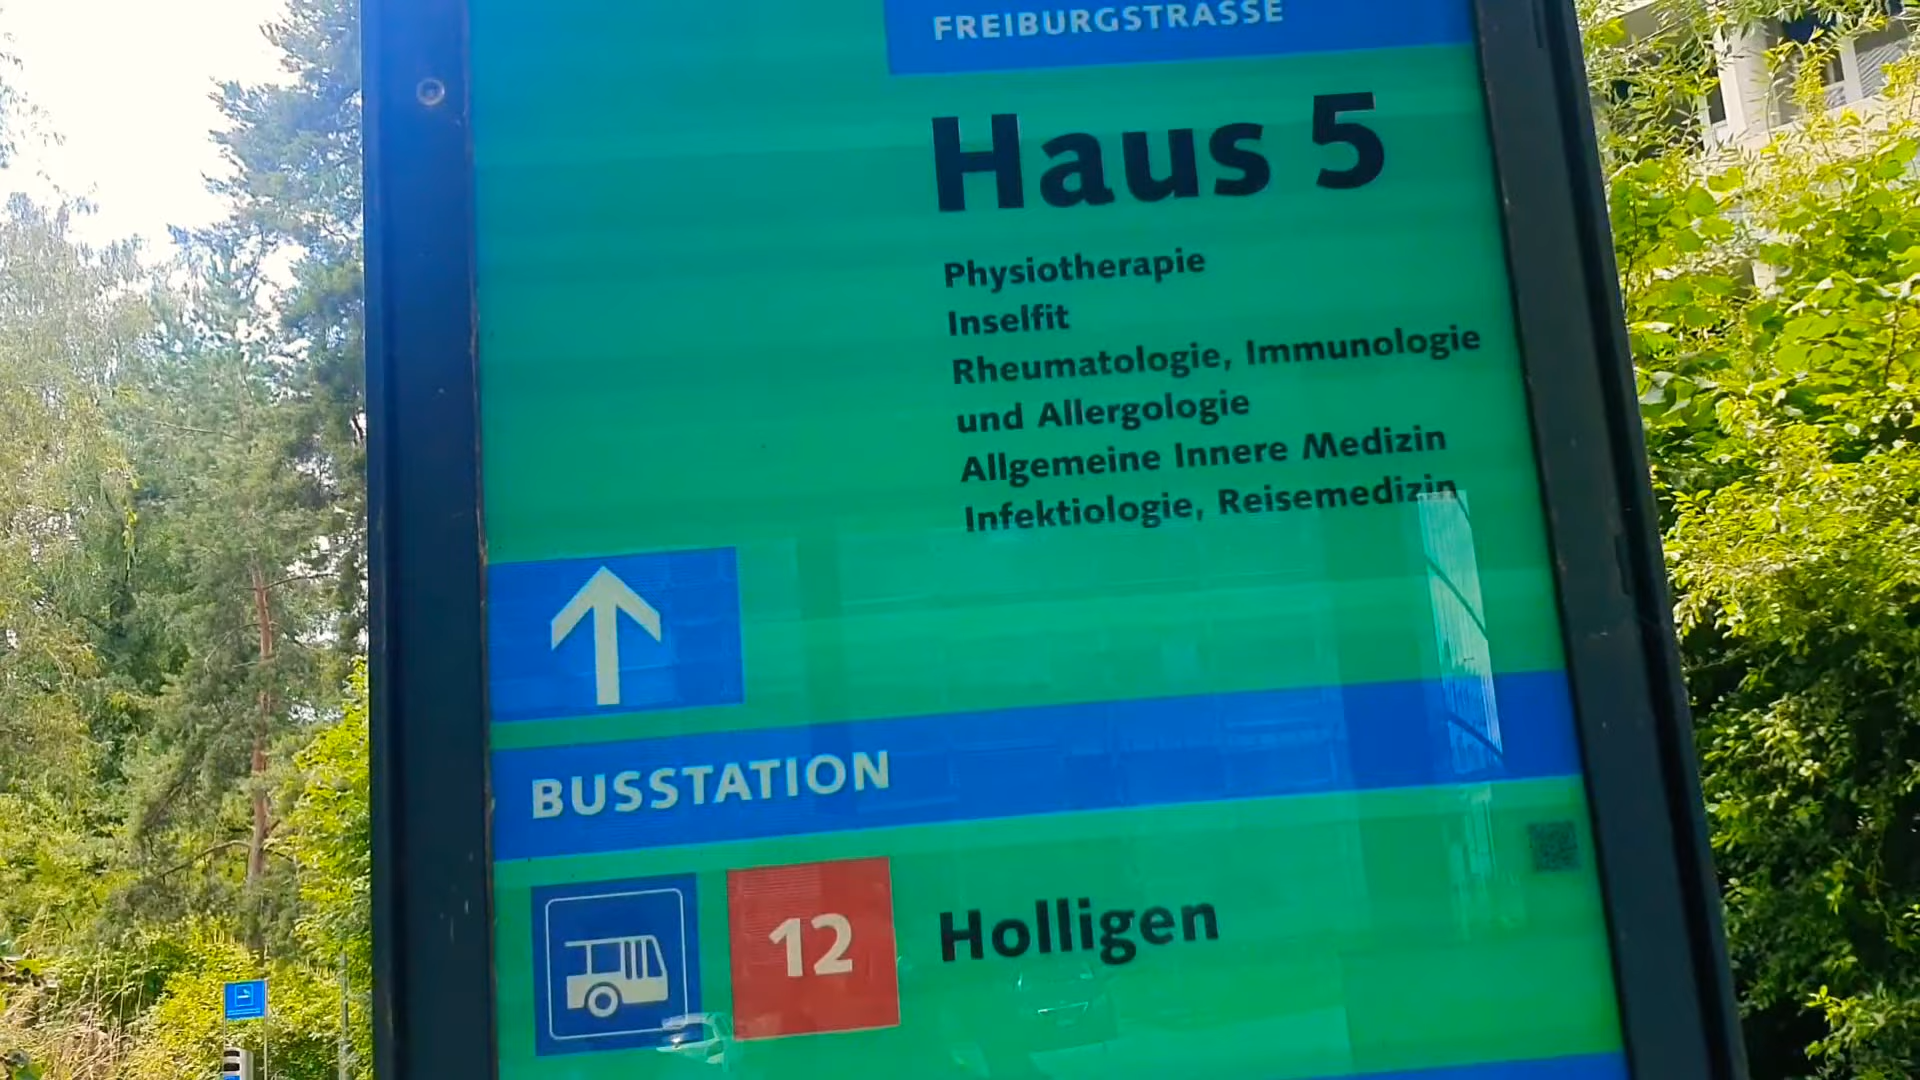 FREIBURGSTRASSE
Haus 5
Physiotherapie
Inselfit
Rheumatologie, Immunologie
und Allergologie
Allgemeine Innere Medizin
Infektiologie, Reisemedizin
BUSSTATION
12 Holligen